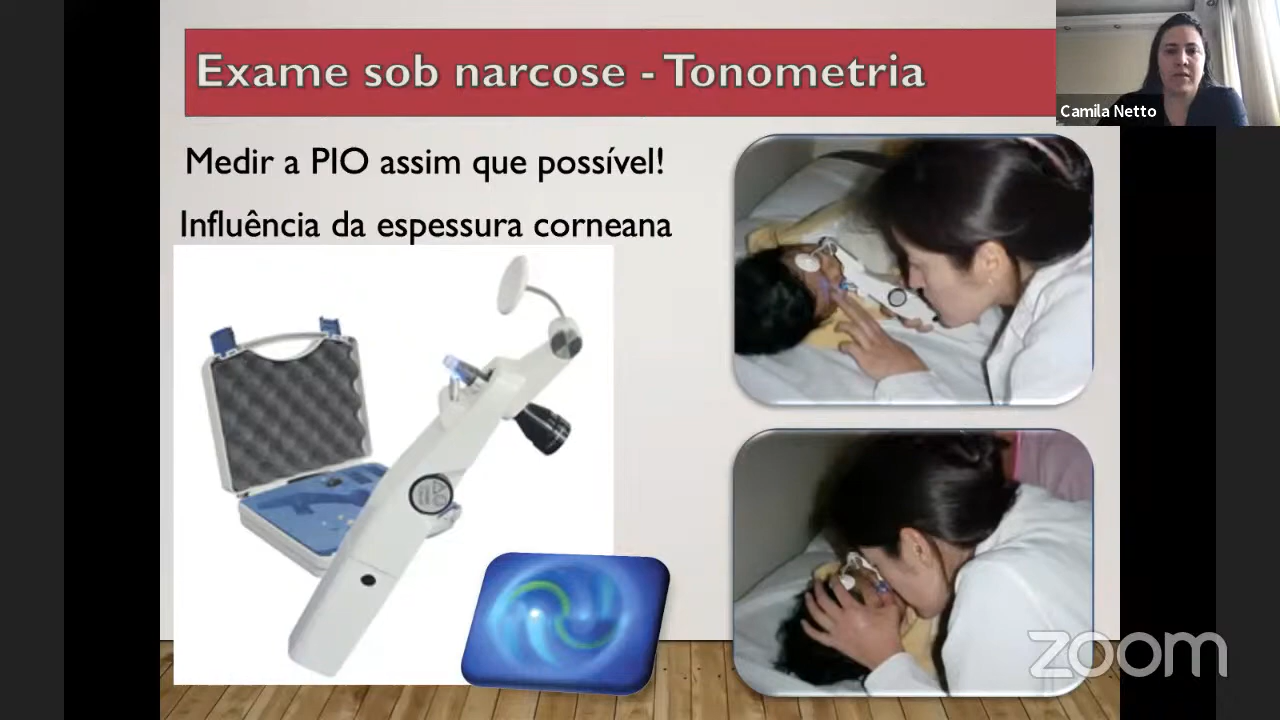 Exame sob narcose - Tonometria
Camila Netto
Medir a PIO assim que possível!
Influência da espessura corneana
zoom